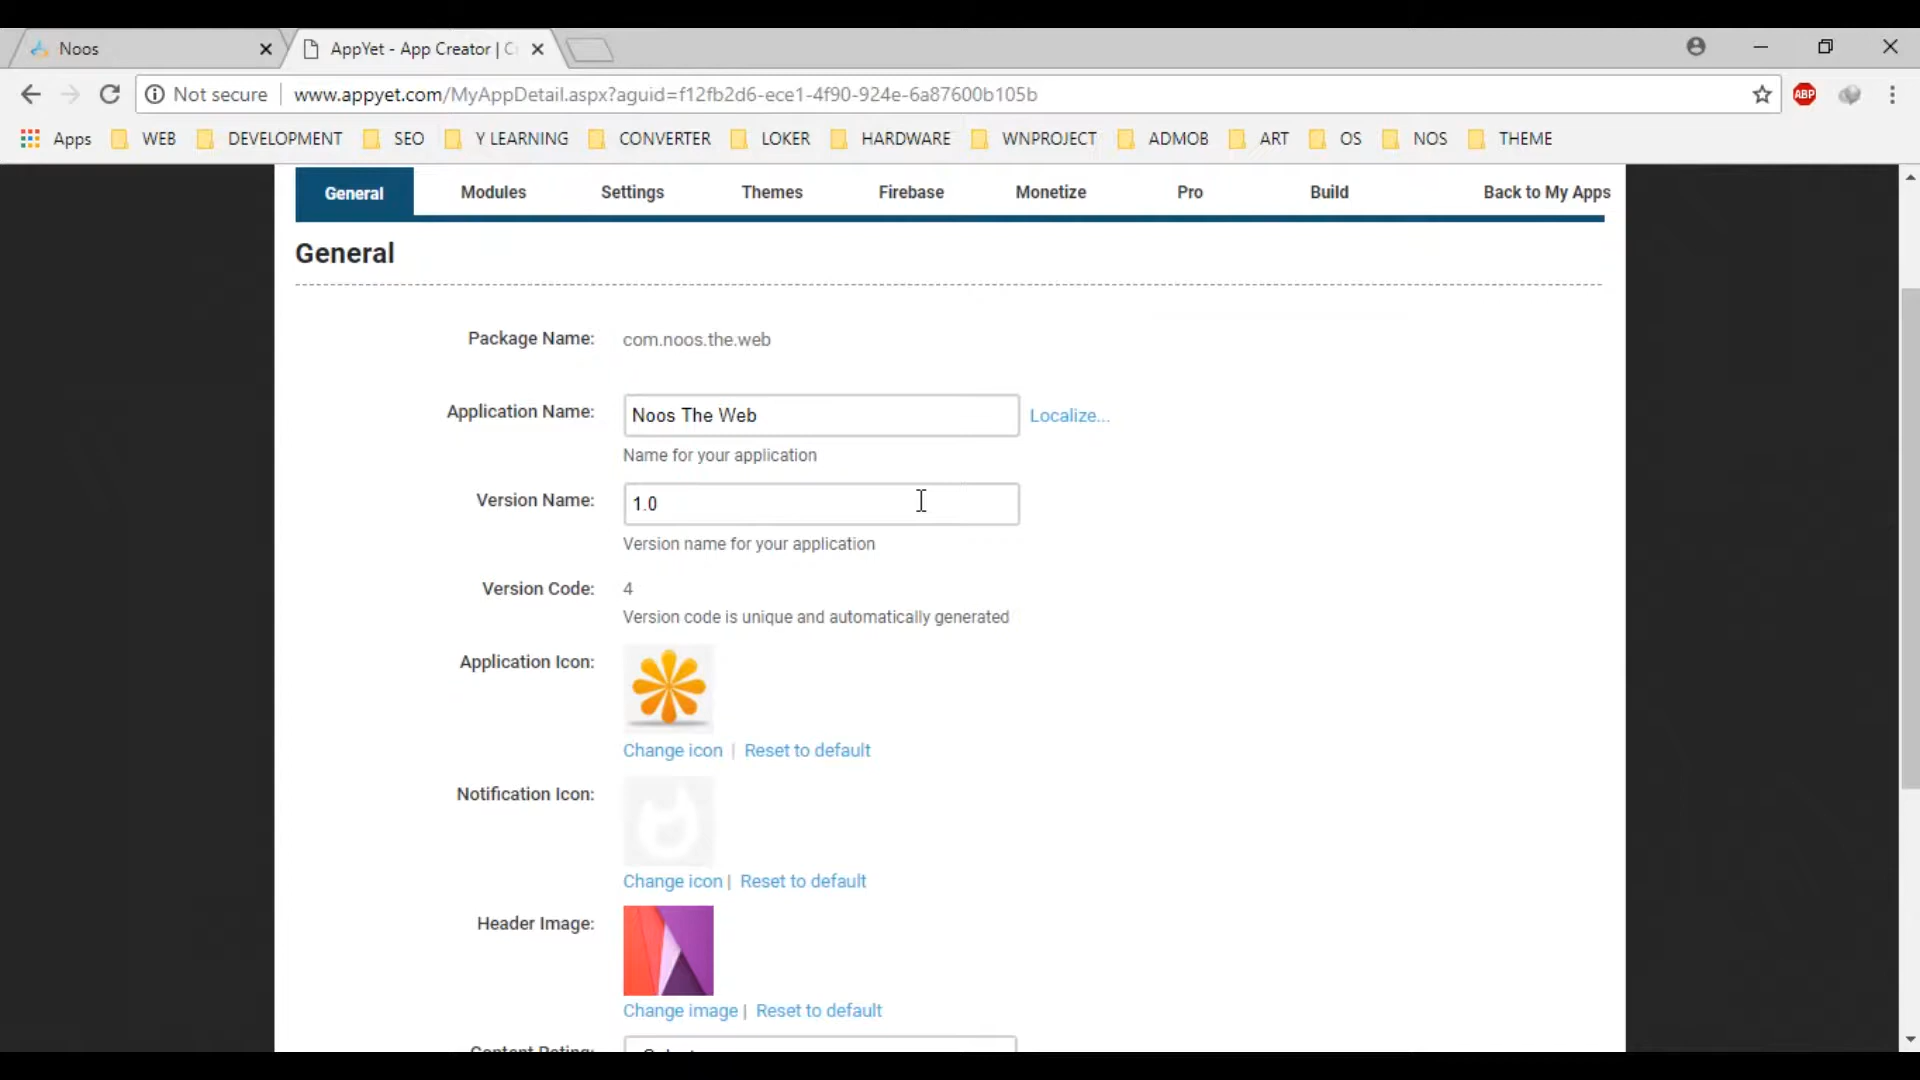 Noos
AppYet - App Creator | C
Not secure
www.appyet.com/MyAppDetail.aspx?aguid=f12fb2d6-ece1-4f90-924e-6a87600b105b
ABP
Apps WEB DEVELOPMENT SEO Y LEARNING CONVERTER LOKER HARDWARE WNPROJECT ADMOB ART OS NOS THEME
General Modules Settings Themes Firebase Monetize Pro Build Back to My Apps
General
Package Name: com.noos.the.web
Application Name: Noos The Web Localize...
Name for your application
Version Name: 1.0
Version name for your application
Version Code: 4
Version code is unique and automatically generated
Application Icon:
Change icon | Reset to default
Notification Icon:
Change icon | Reset to default
Header Image:
Change image | Reset to default
Content Rating: